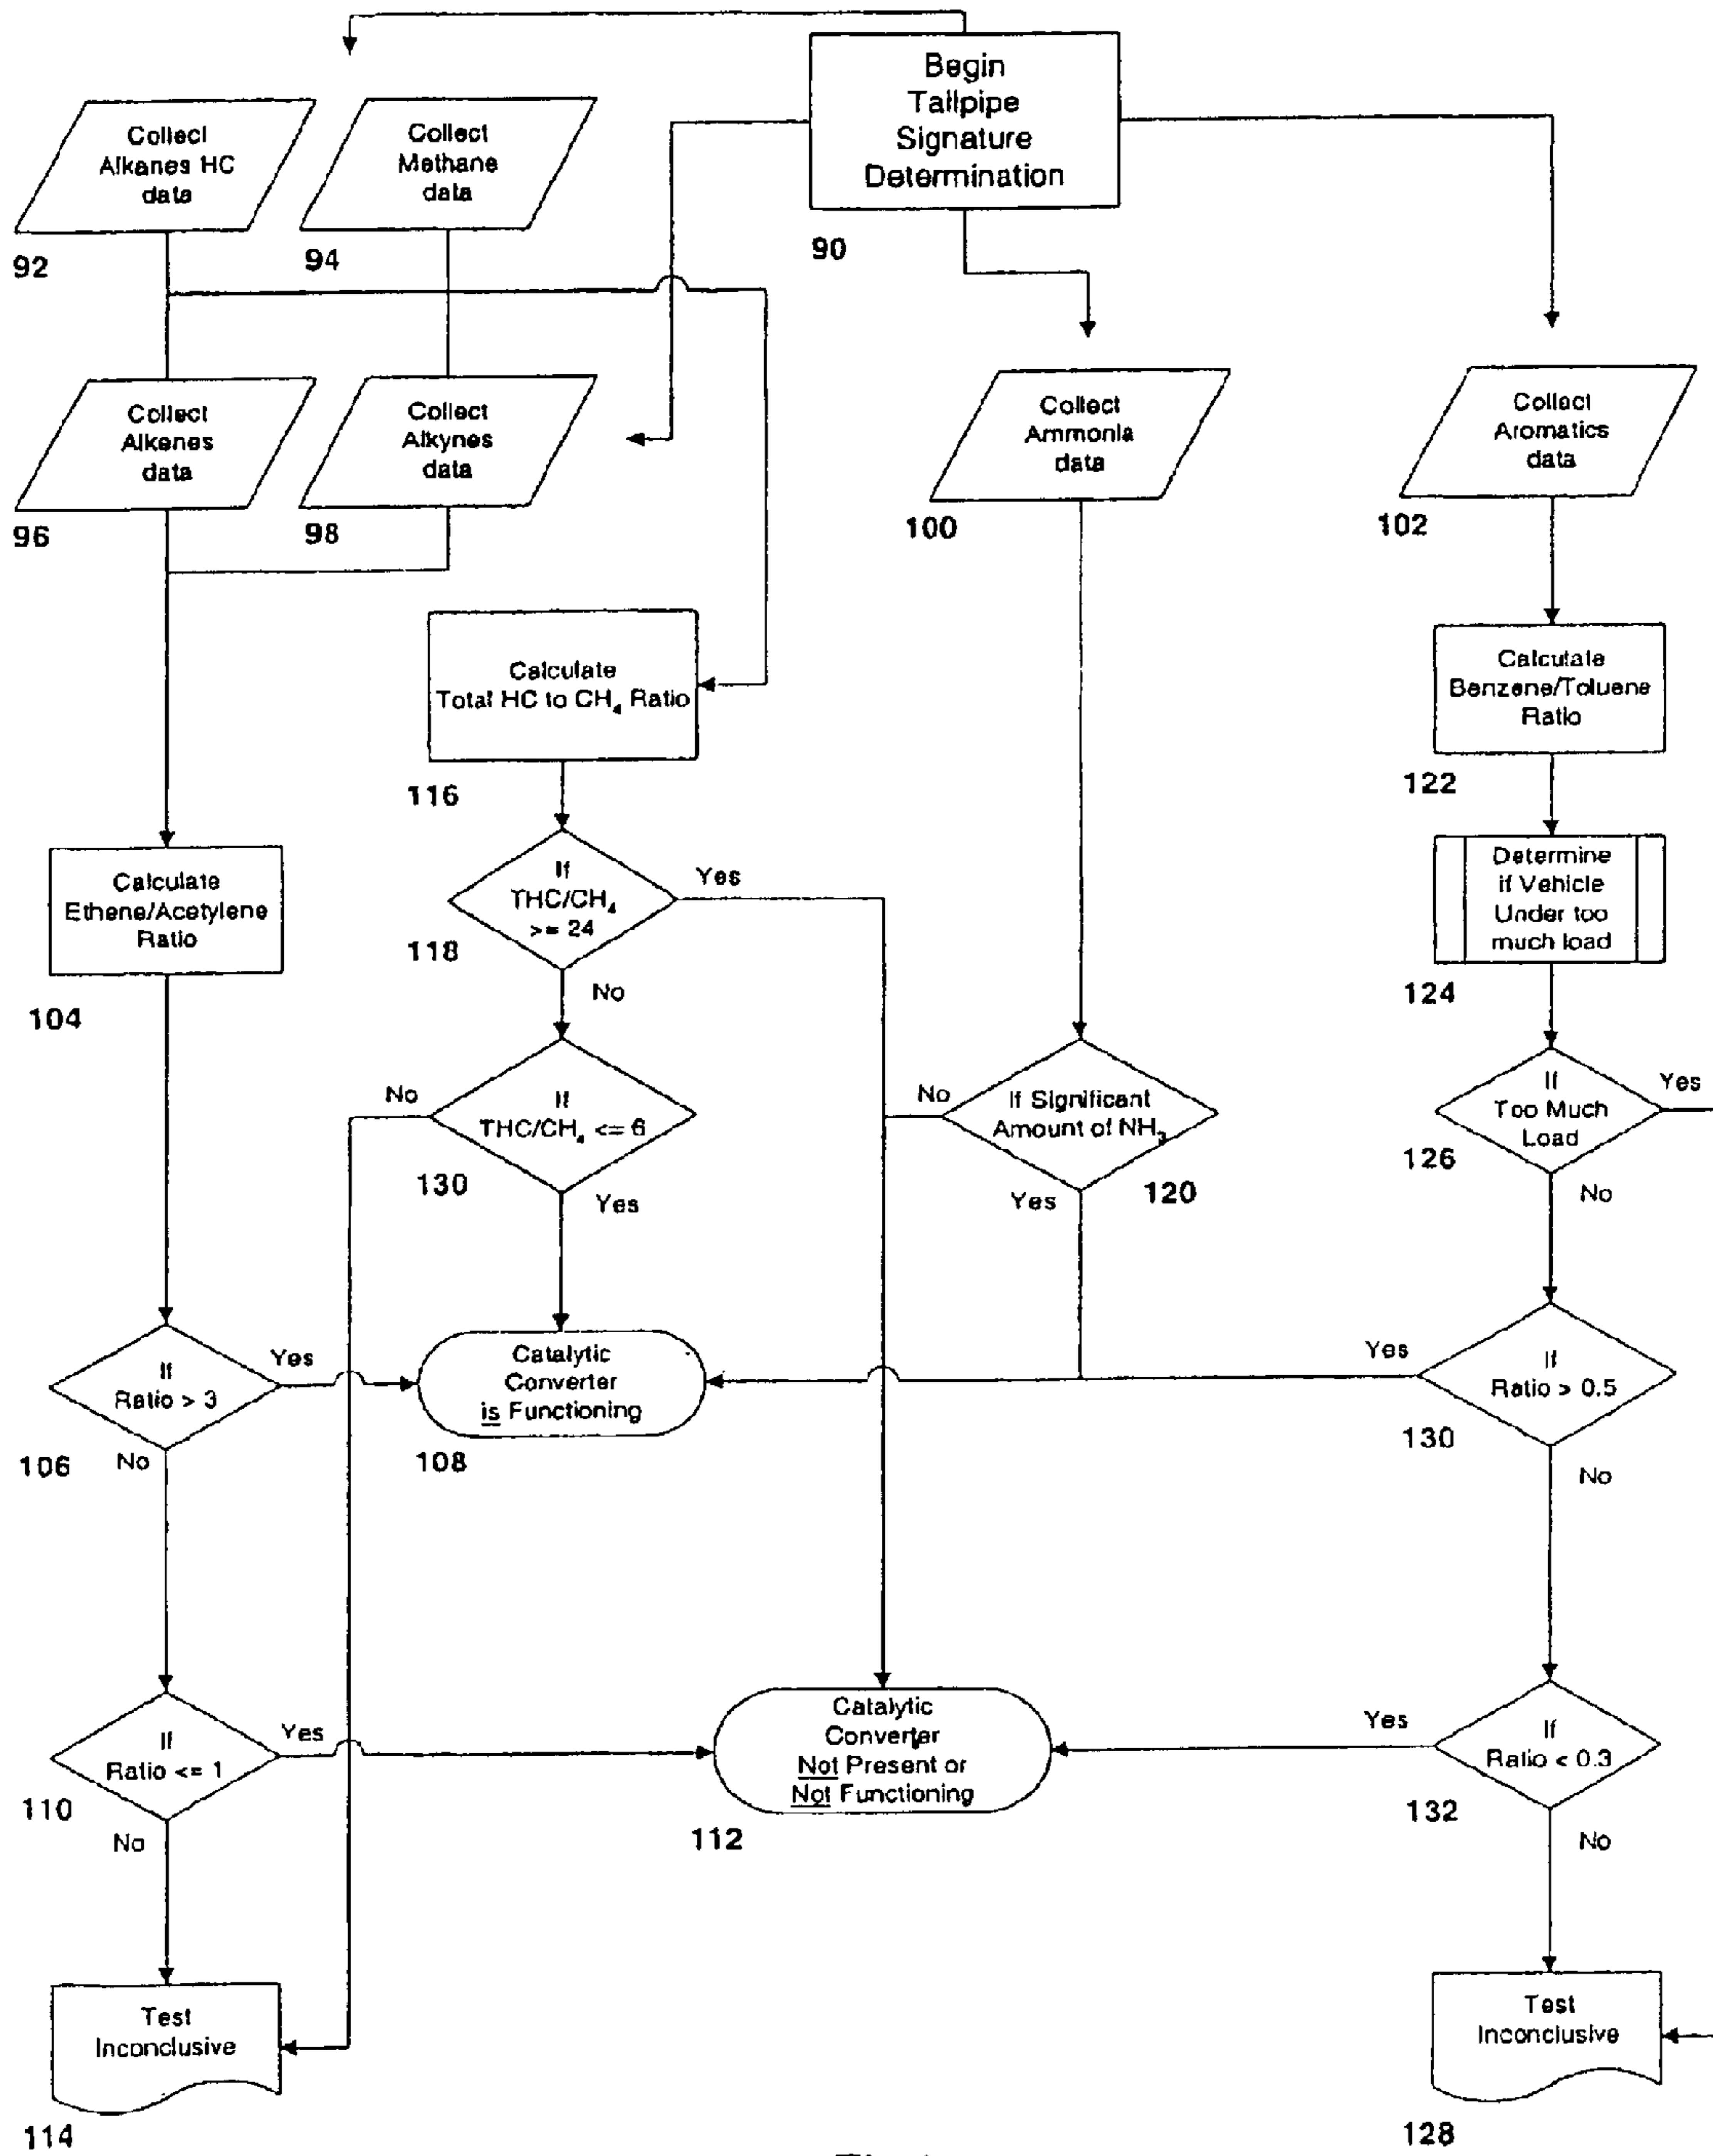 Begin
Tailpipe
Signature
Determination
90
Collect
Alkanes HC
data
92
Collect
Methane
data
94
Collect
Alkenes
data
96
Collect
Alkynes
data
98
Collect
Ammonia
data
100
Collect
Aromatics
data
102
Calculate
Total HC to CH₄ Ratio
116
Calculate
Benzene/Toluene
Ratio
122
Calculate
Ethene/Acetylene
Ratio
104
If
THC/CH₄
>= 24
118
Yes
No
Determine
if Vehicle
Under too
much load
124
If
THC/CH₄ <= 6
130
No
Yes
If Significant
Amount of NH₃
120
No
Yes
If
Too Much
Load
126
Yes
No
If
Ratio > 3
106
Yes
No
Catalytic
Converter
is Functioning
108
If
Ratio > 0.5
130
Yes
No
If
Ratio <= 1
110
Yes
No
Catalytic
Converter
Not Present or
Not Functioning
112
If
Ratio < 0.3
132
Yes
No
Test
Inconclusive
114
Test
Inconclusive
128